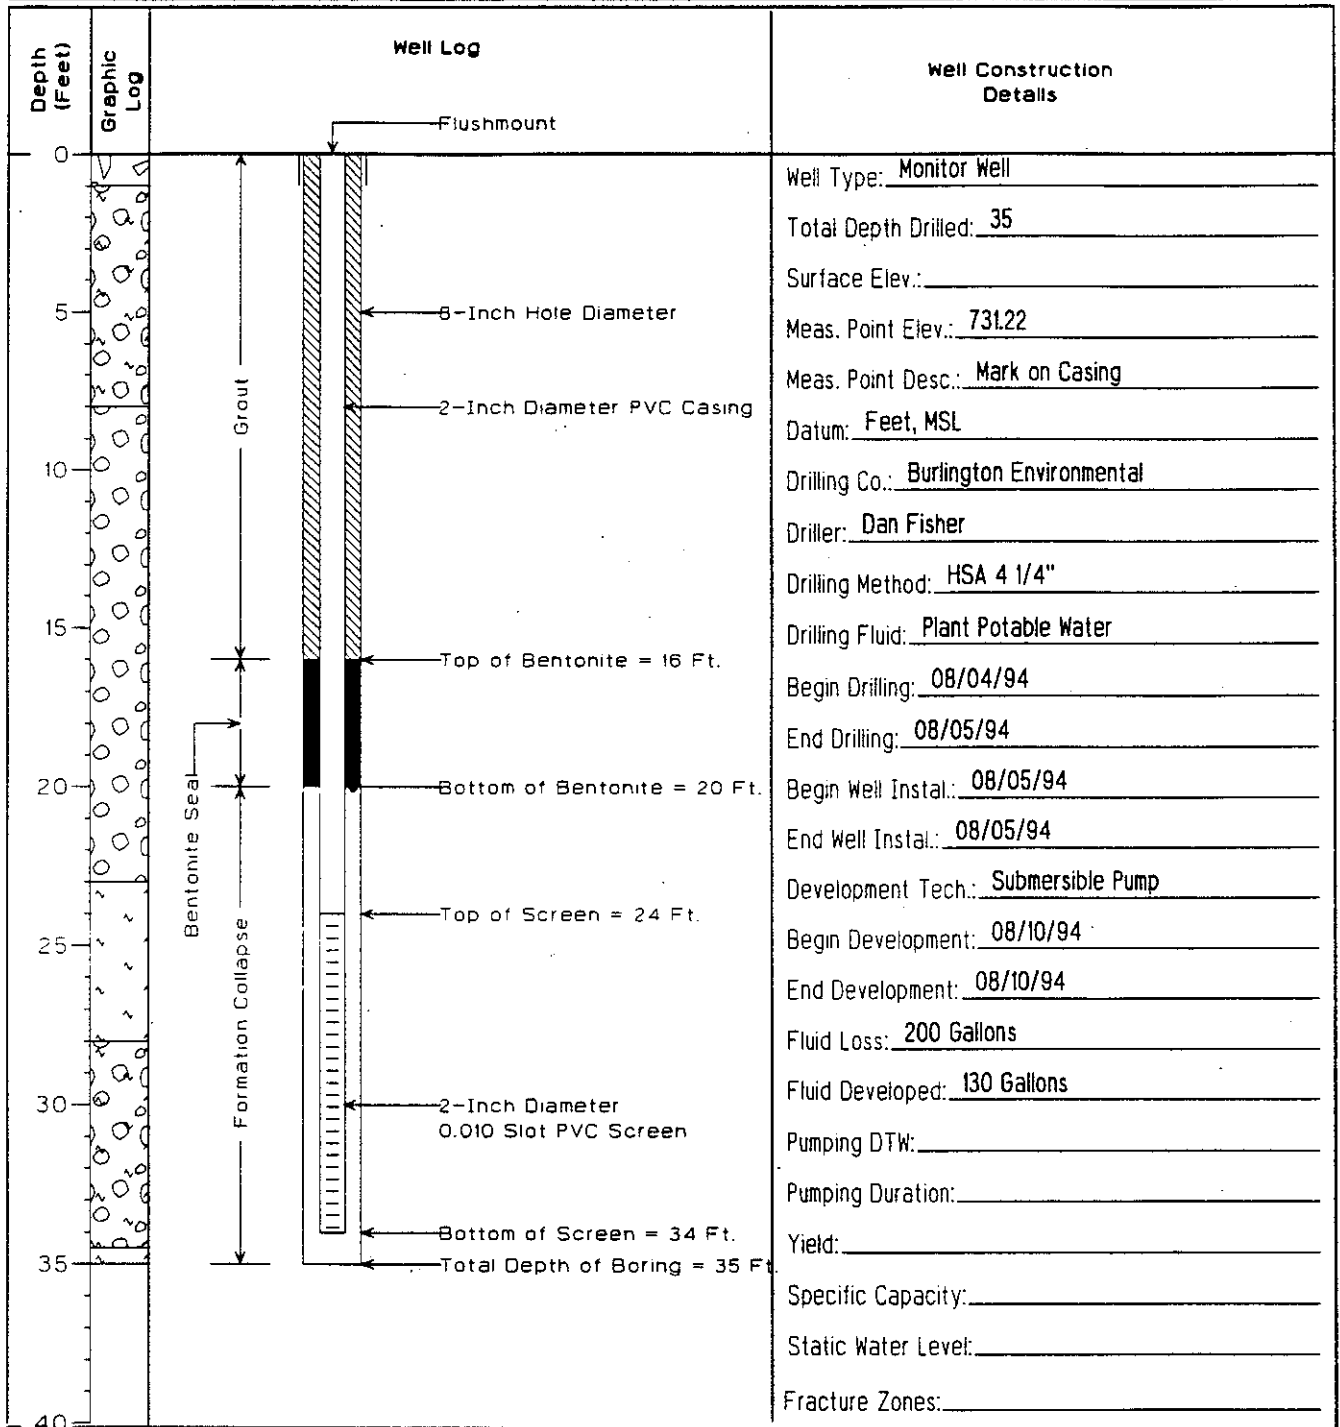 Depth
(Feet)
Graphic
Log
Well Log
Well Construction
Details
Flushmount
0
5
10
15
20
25
30
35
40
Grout
Bentonite Seal
Formation Collapse
8-Inch Hole Diameter
2-Inch Diameter PVC Casing
Top of Bentonite = 16 Ft.
Bottom of Bentonite = 20 Ft.
Top of Screen = 24 Ft.
2-Inch Diameter
0.010 Slot PVC Screen
Bottom of Screen = 34 Ft.
Total Depth of Boring = 35 Ft.
Well Type: Monitor Well
Total Depth Drilled: 35
Surface Elev.:
Meas. Point Elev.: 731.22
Meas. Point Desc.: Mark on Casing
Datum: Feet, MSL
Drilling Co.: Burlington Environmental
Driller: Dan Fisher
Drilling Method: HSA 4 1/4"
Drilling Fluid: Plant Potable Water
Begin Drilling: 08/04/94
End Drilling: 08/05/94
Begin Well Instal.: 08/05/94
End Well Instal.: 08/05/94
Development Tech.: Submersible Pump
Begin Development: 08/10/94
End Development: 08/10/94
Fluid Loss: 200 Gallons
Fluid Developed: 130 Gallons
Pumping DTW:
Pumping Duration:
Yield:
Specific Capacity:
Static Water Level:
Fracture Zones: